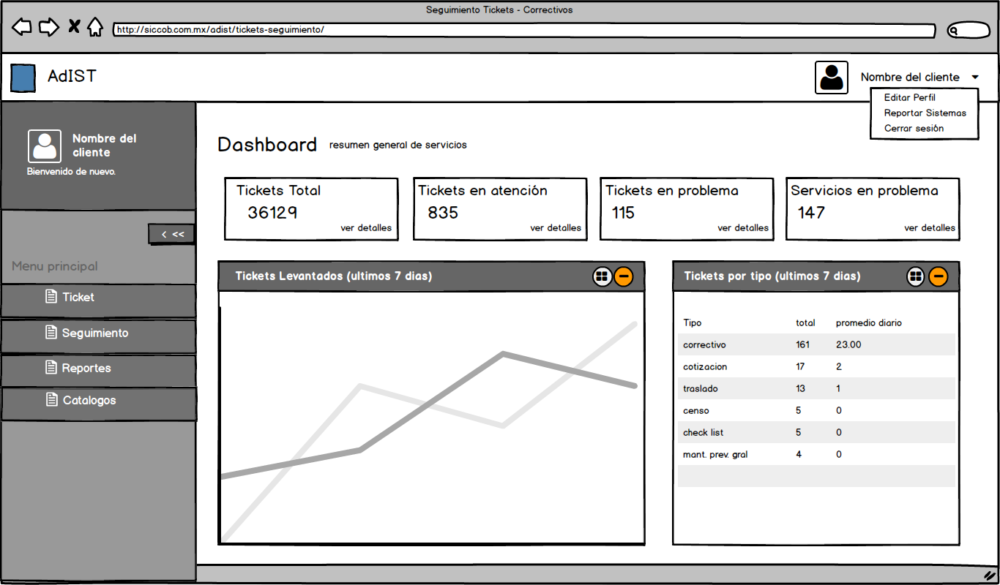 Seguimiento Tickets - Correctivos
http://siccob.com.mx/adist/tickets-seguimiento/
AdIST
Nombre del cliente
Editar Perfil
Reportar Sistemas
Cerrar sesión
Nombre del
cliente
Bienvenido de nuevo.
< <<
Menu principal
Ticket
Seguimiento
Reportes
Catalogos
Dashboard resumen general de servicios
Tickets Total
36129
ver detalles
Tickets en atención
835
ver detalles
Tickets en problema
115
ver detalles
Servicios en problema
147
ver detalles
Tickets Levantados (ultimos 7 dias)
Tickets por tipo (ultimos 7 dias)
Tipo total promedio diario
correctivo 161 23.00
cotizacion 17 2
traslado 13 1
censo 5 0
check list 5 0
mant. prev. gral 4 0